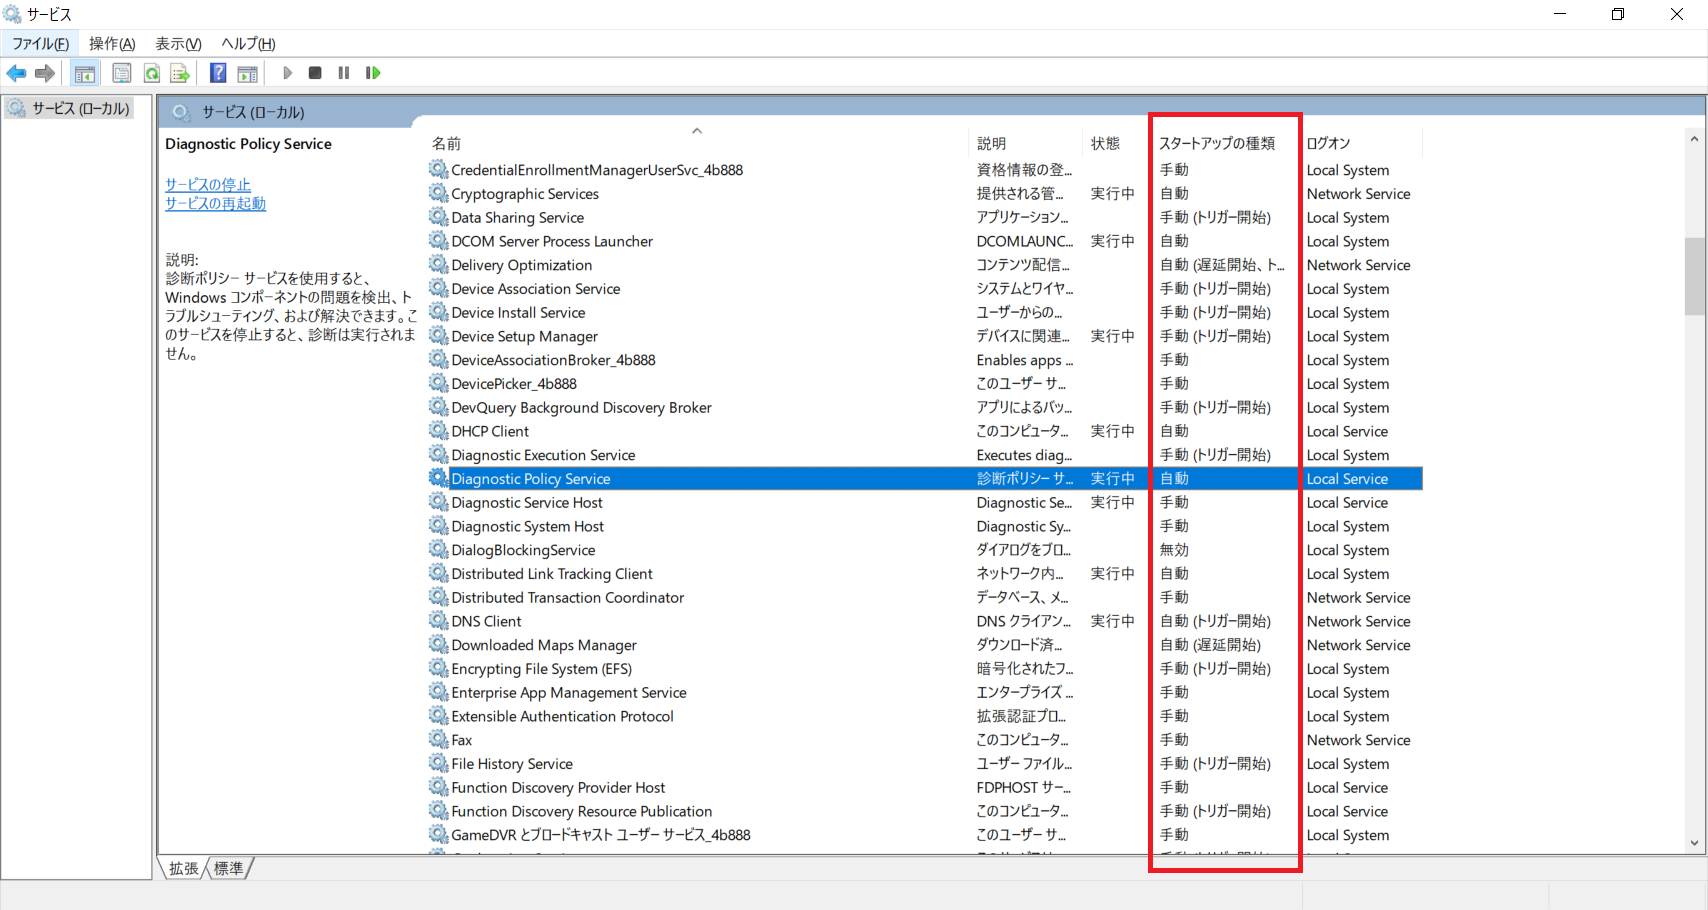 サービス
ファイル(F) 操作(A) 表示(V) ヘルプ(H)
サービス (ローカル)
サービス (ローカル)
Diagnostic Policy Service
サービスの停止
サービスの再起動
説明:
診断ポリシー サービスを使用すると、
Windows コンポーネントの問題を検出、ト
ラブルシューティング、および解決できます。こ
のサービスを停止すると、診断は実行されま
せん。
名前 説明 状態 スタートアップの種類 ログオン
CredentialEnrollmentManagerUserSvc_4b888 資格情報の登... 手動 Local System
Cryptographic Services 提供される管... 実行中 自動 Network Service
Data Sharing Service アプリケーション... 手動 (トリガー開始) Local System
DCOM Server Process Launcher DCOMLAUNC... 実行中 自動 Local System
Delivery Optimization コンテンツ配信... 自動 (遅延開始、ト... Network Service
Device Association Service システムとワイヤ... 手動 (トリガー開始) Local System
Device Install Service ユーザーからの... 手動 (トリガー開始) Local System
Device Setup Manager デバイスに関連... 実行中 手動 (トリガー開始) Local System
DeviceAssociationBroker_4b888 Enables apps ... 手動 Local System
DevicePicker_4b888 このユーザー サ... 手動 Local System
DevQuery Background Discovery Broker アプリによるバッ... 手動 (トリガー開始) Local System
DHCP Client このコンピュータ... 実行中 自動 Local Service
Diagnostic Execution Service Executes diag... 手動 (トリガー開始) Local System
Diagnostic Policy Service 診断ポリシー サ... 実行中 自動 Local Service
Diagnostic Service Host Diagnostic Se... 実行中 手動 Local Service
Diagnostic System Host Diagnostic Sy... 手動 Local System
DialogBlockingService ダイアログをブロ... 無効 Local System
Distributed Link Tracking Client ネットワーク内... 実行中 自動 Local System
Distributed Transaction Coordinator データベース、メ... 手動 Network Service
DNS Client DNS クライアン... 実行中 自動 (トリガー開始) Network Service
Downloaded Maps Manager ダウンロード済... 自動 (遅延開始) Network Service
Encrypting File System (EFS) 暗号化されたフ... 手動 (トリガー開始) Local System
Enterprise App Management Service エンタープライズ ... 手動 Local System
Extensible Authentication Protocol 拡張認証プロ... 手動 Local System
Fax このコンピュータ... 手動 Network Service
File History Service ユーザー ファイル... 手動 (トリガー開始) Local System
Function Discovery Provider Host FDPHOST サー... 手動 Local Service
Function Discovery Resource Publication このコンピュータ... 手動 (トリガー開始) Local Service
GameDVR とブロードキャスト ユーザー サービス_4b888 このユーザー サ... 手動 Local System
拡張 標準